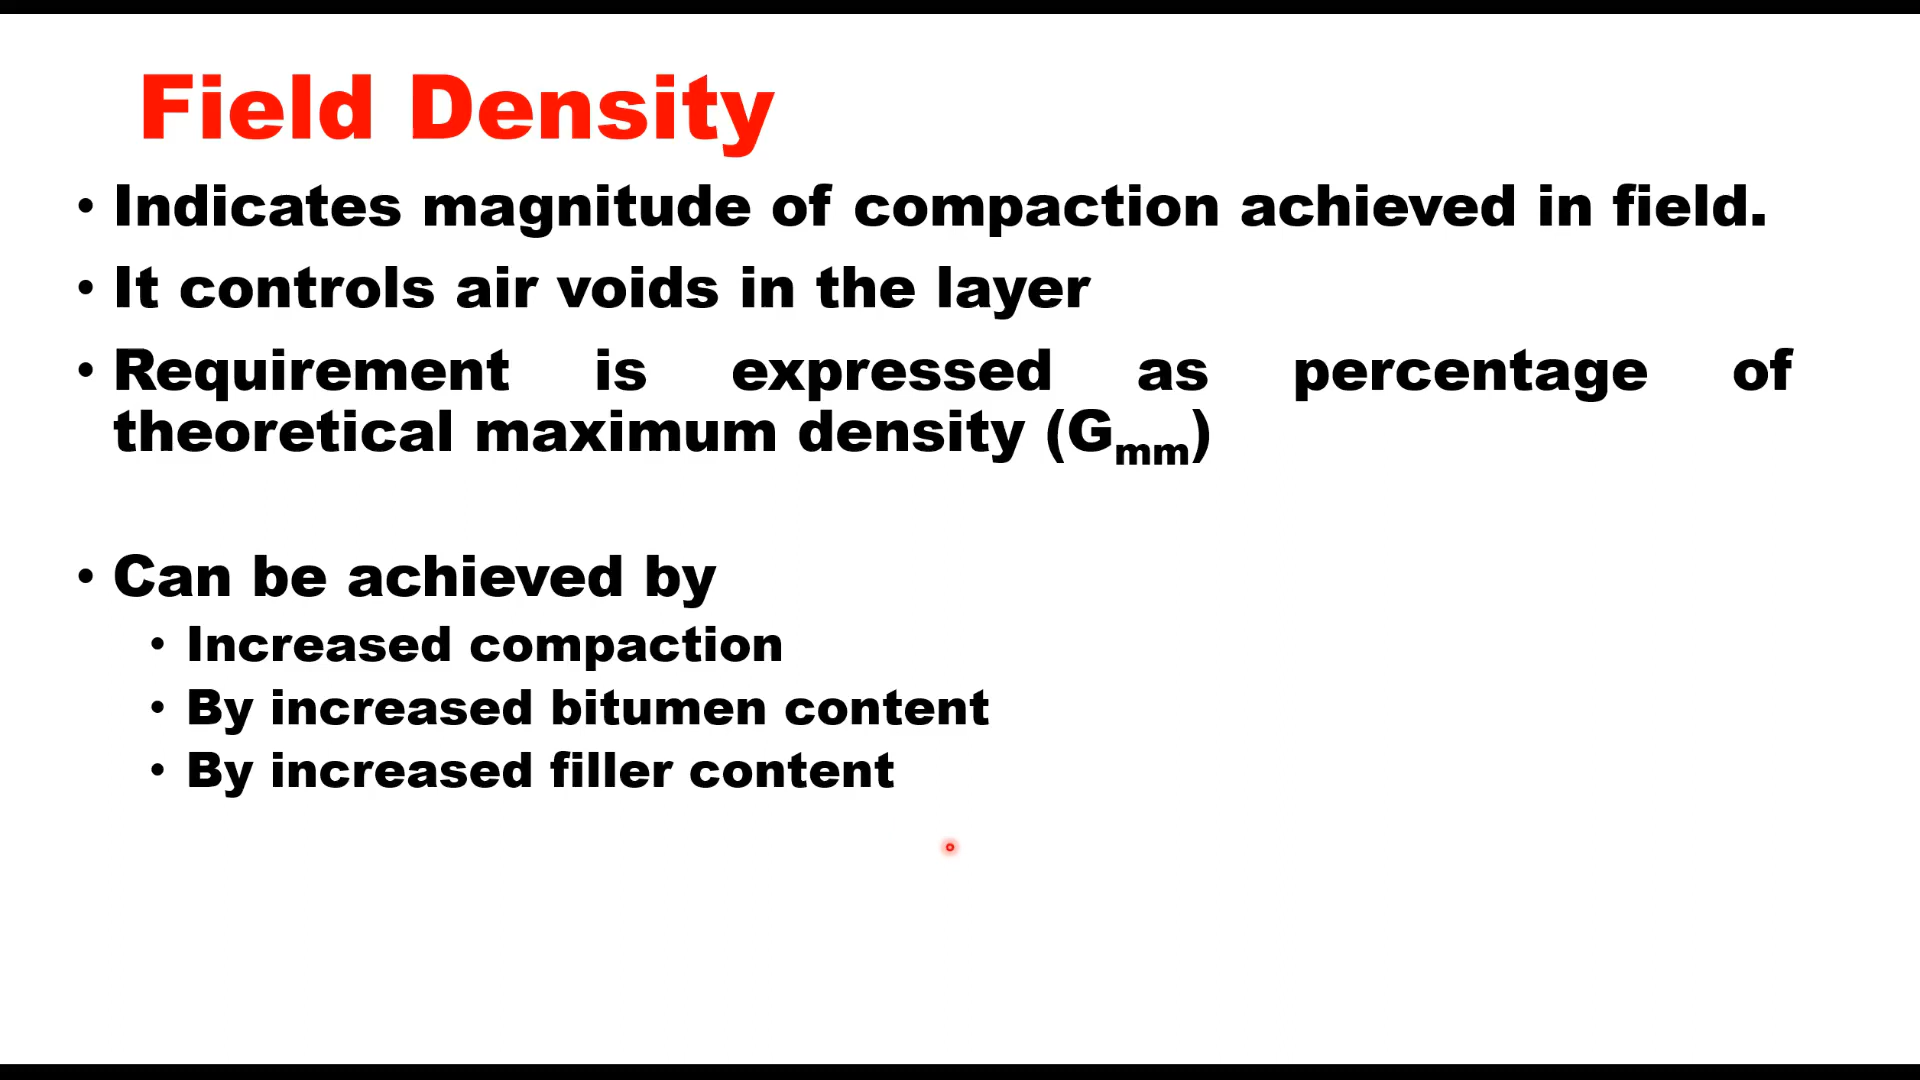 Field Density
• Indicates magnitude of compaction achieved in field.
• It controls air voids in the layer
• Requirement is expressed as percentage of
theoretical maximum density (Gmm)
• Can be achieved by
• Increased compaction
• By increased bitumen content
• By increased filler content